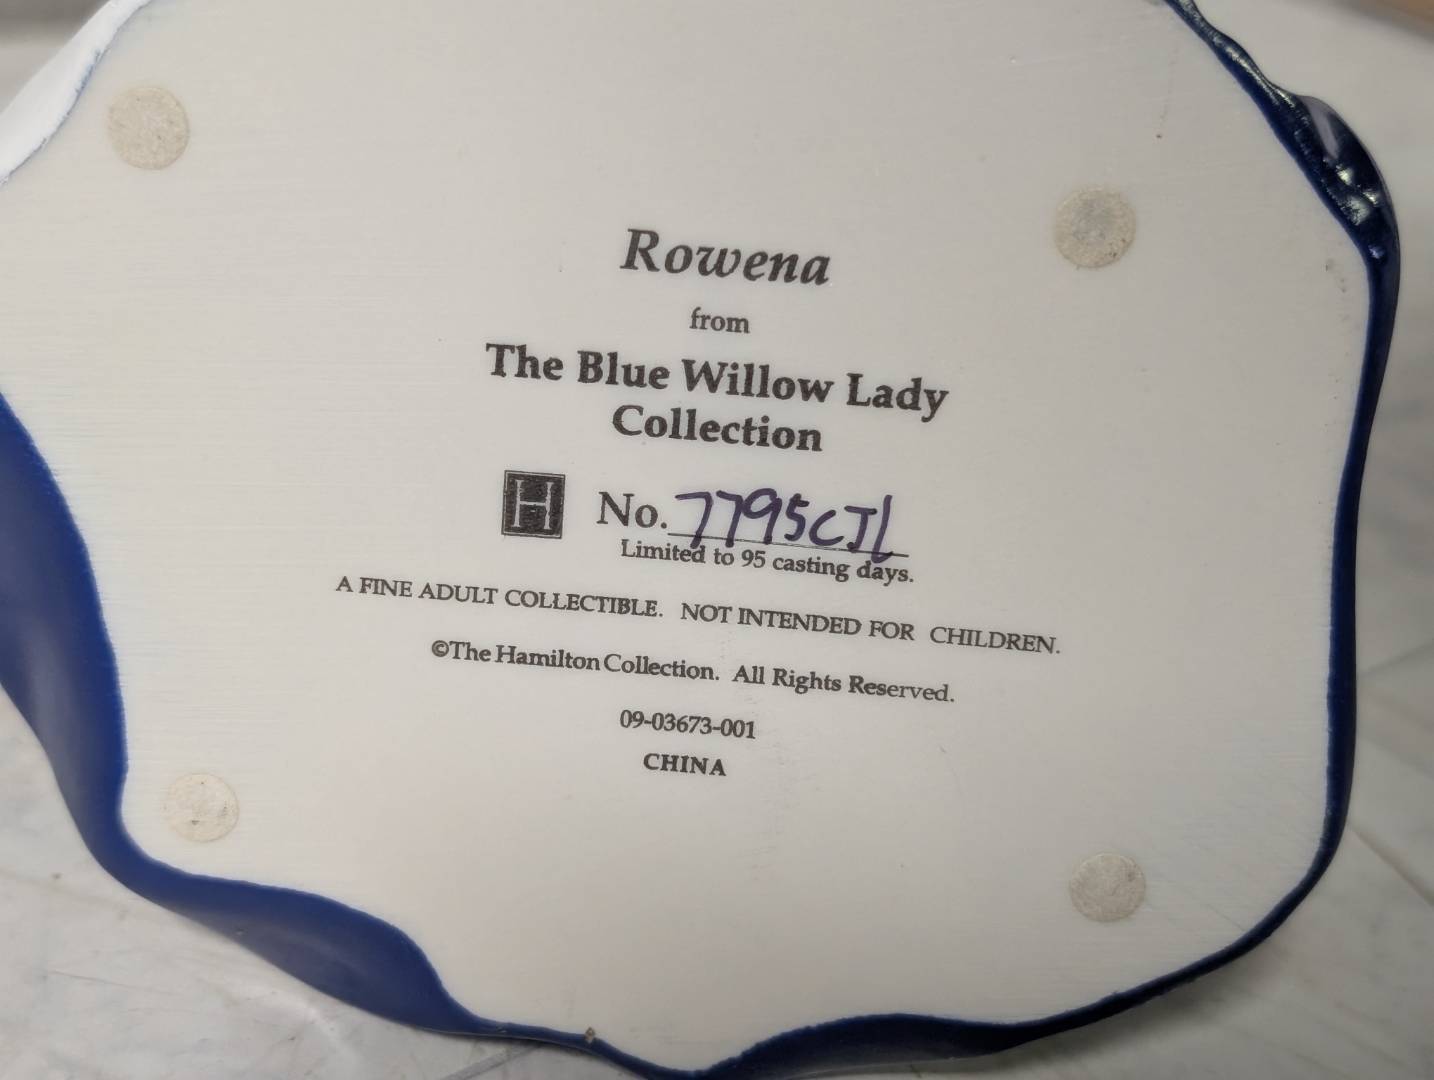 Rowena
from
The Blue Willow Lady
Collection
H No. 7795CJL
Limited to 95 casting days.
A FINE ADULT COLLECTIBLE. NOT INTENDED FOR CHILDREN.
©The Hamilton Collection. All Rights Reserved.
09-03673-001
CHINA